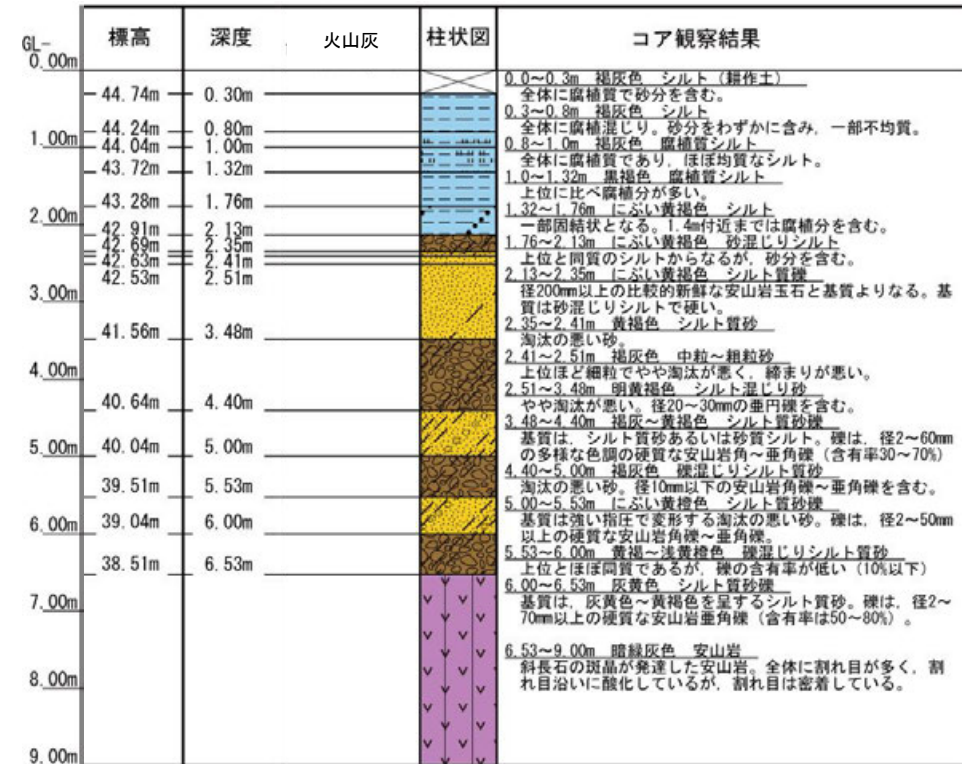 標高 深度 火山灰 柱状図 コア観察結果
GL-
0.00m
1.00m
2.00m
3.00m
4.00m
5.00m
6.00m
7.00m
8.00m
9.00m
44.74m 0.30m
44.24m 0.80m
44.04m 1.00m
43.72m 1.32m
43.28m 1.76m
42.91m 2.13m
42.69m 2.35m
42.63m 2.41m
42.53m 2.51m
41.56m 3.48m
40.64m 4.40m
40.04m 5.00m
39.51m 5.53m
39.04m 6.00m
38.51m 6.53m
0.0～0.3m 褐灰色 シルト（耕作土）
全体に腐植質で砂分を含む。
0.3～0.8m 褐灰色 シルト
全体に腐植混じり。砂分をわずかに含み、一部不均質。
0.8～1.0m 褐灰色 腐植質シルト
全体に腐植質であり、ほぼ均質なシルト。
1.0～1.32m 黒褐色 腐植質シルト
上位に比べ腐植分が多い。
1.32～1.76m にぶい黄褐色 シルト
一部固結状となる。1.4m付近までは腐植分を含む。
1.76～2.13m にぶい黄褐色 砂混じりシルト
上位と同質のシルトからなるが、砂分を含む。
2.13～2.35m にぶい黄褐色 シルト質礫
径200mm以上の比較的新鮮な安山岩玉石と基質よりなる。基
質は砂混じりシルトで硬い。
2.35～2.41m 黄褐色 シルト質砂
淘汰の悪い砂。
2.41～2.51m 褐灰色 中粒～粗粒砂
上位ほど細粒でやや淘汰が悪く、締まりが悪い。
2.51～3.48m 明黄褐色 シルト混じり砂
やや淘汰が悪い。径20～30mmの亜円礫を含む。
3.48～4.40m 褐灰～黄褐色 シルト質砂礫
基質は、シルト質砂あるいは砂質シルト。礫は、径2～60mm
の多様な色調の硬質な安山岩角～亜角礫（含有率30～70%）
4.40～5.00m 褐灰色 礫混じりシルト質砂
淘汰の悪い砂。径10mm以下の安山岩角礫～亜角礫を含む。
5.00～5.53m にぶい黄橙色 シルト質砂礫
基質は強い指圧で変形する淘汰の悪い砂。礫は、径2～50mm
以上の硬質な安山岩角礫～亜角礫。
5.53～6.00m 黄褐～浅黄橙色 礫混じりシルト質砂
上位とほぼ同質であるが、礫の含有率が低い（10%以下）
6.00～6.53m 灰黄色 シルト質砂礫
基質は、灰黄色～黄褐色を呈するシルト質砂。礫は、径2～
70mm以上の硬質な安山岩亜角礫（含有率は50～80%）。
6.53～9.00m 暗緑灰色 安山岩
斜長石の斑晶が発達した安山岩。全体に割れ目が多く、割
れ目沿いに酸化しているが、割れ目は密着している。